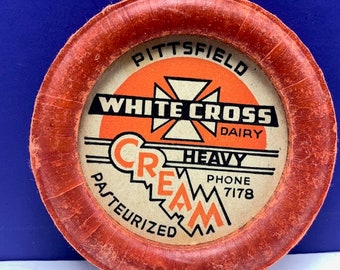 PITTSFIELD
WHITE CROSS
DAIRY
HEAVY
CREAM
PHONE
7178
PASTEURIZED